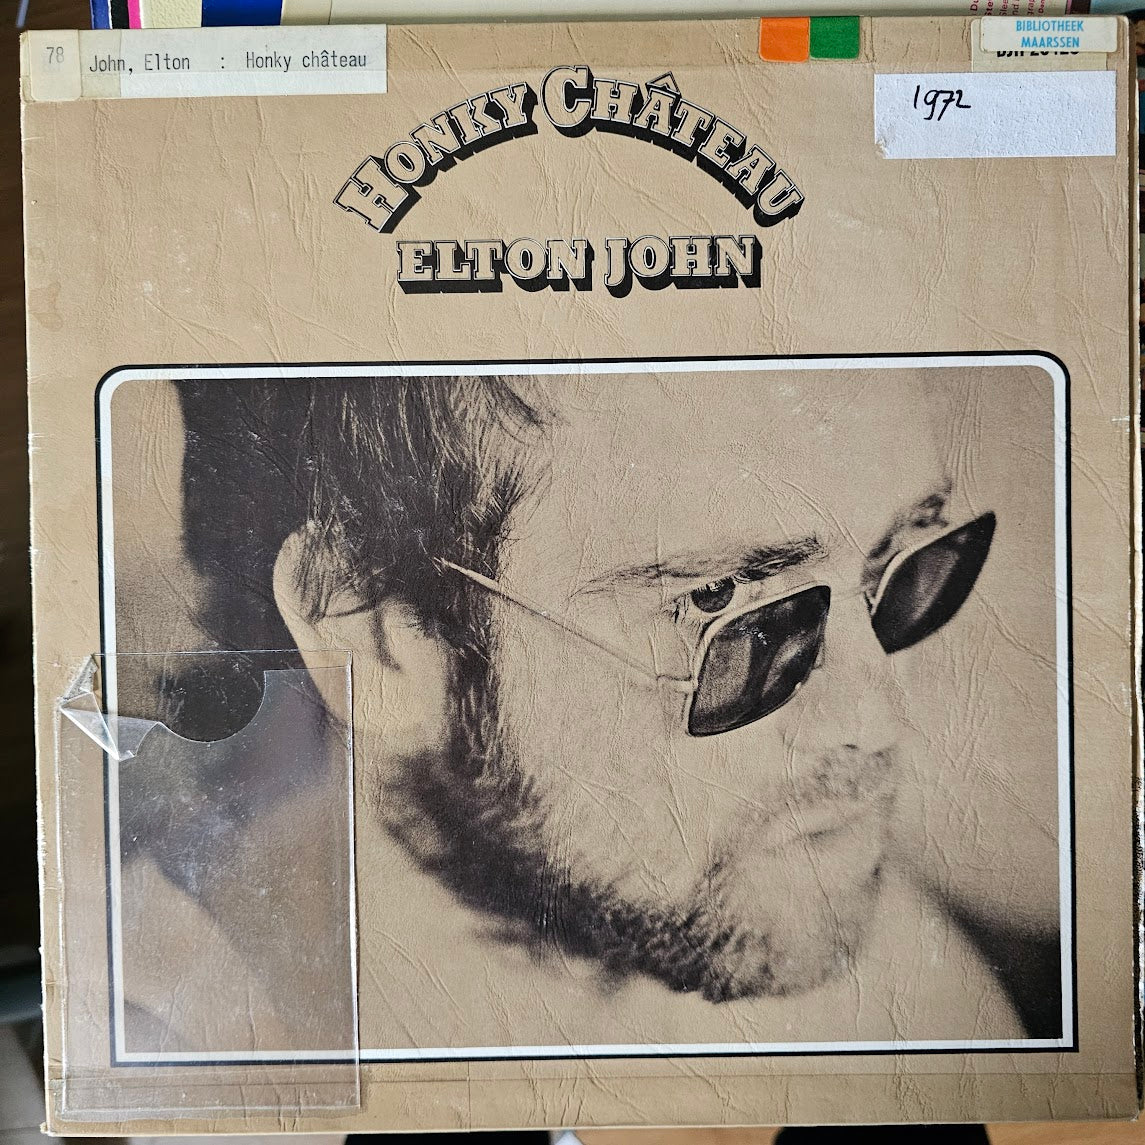 78
John, Elton : Honky château
BIBLIOTHEEK
MAARSSEN
1972
HONKY CHÂTEAU
ELTON JOHN